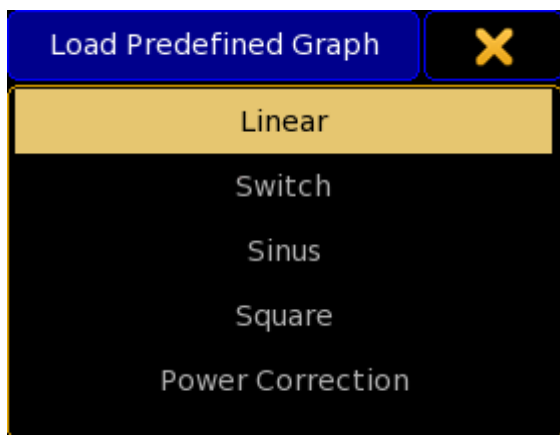 Load Predefined Graph
Linear
Switch
Sinus
Square
Power Correction